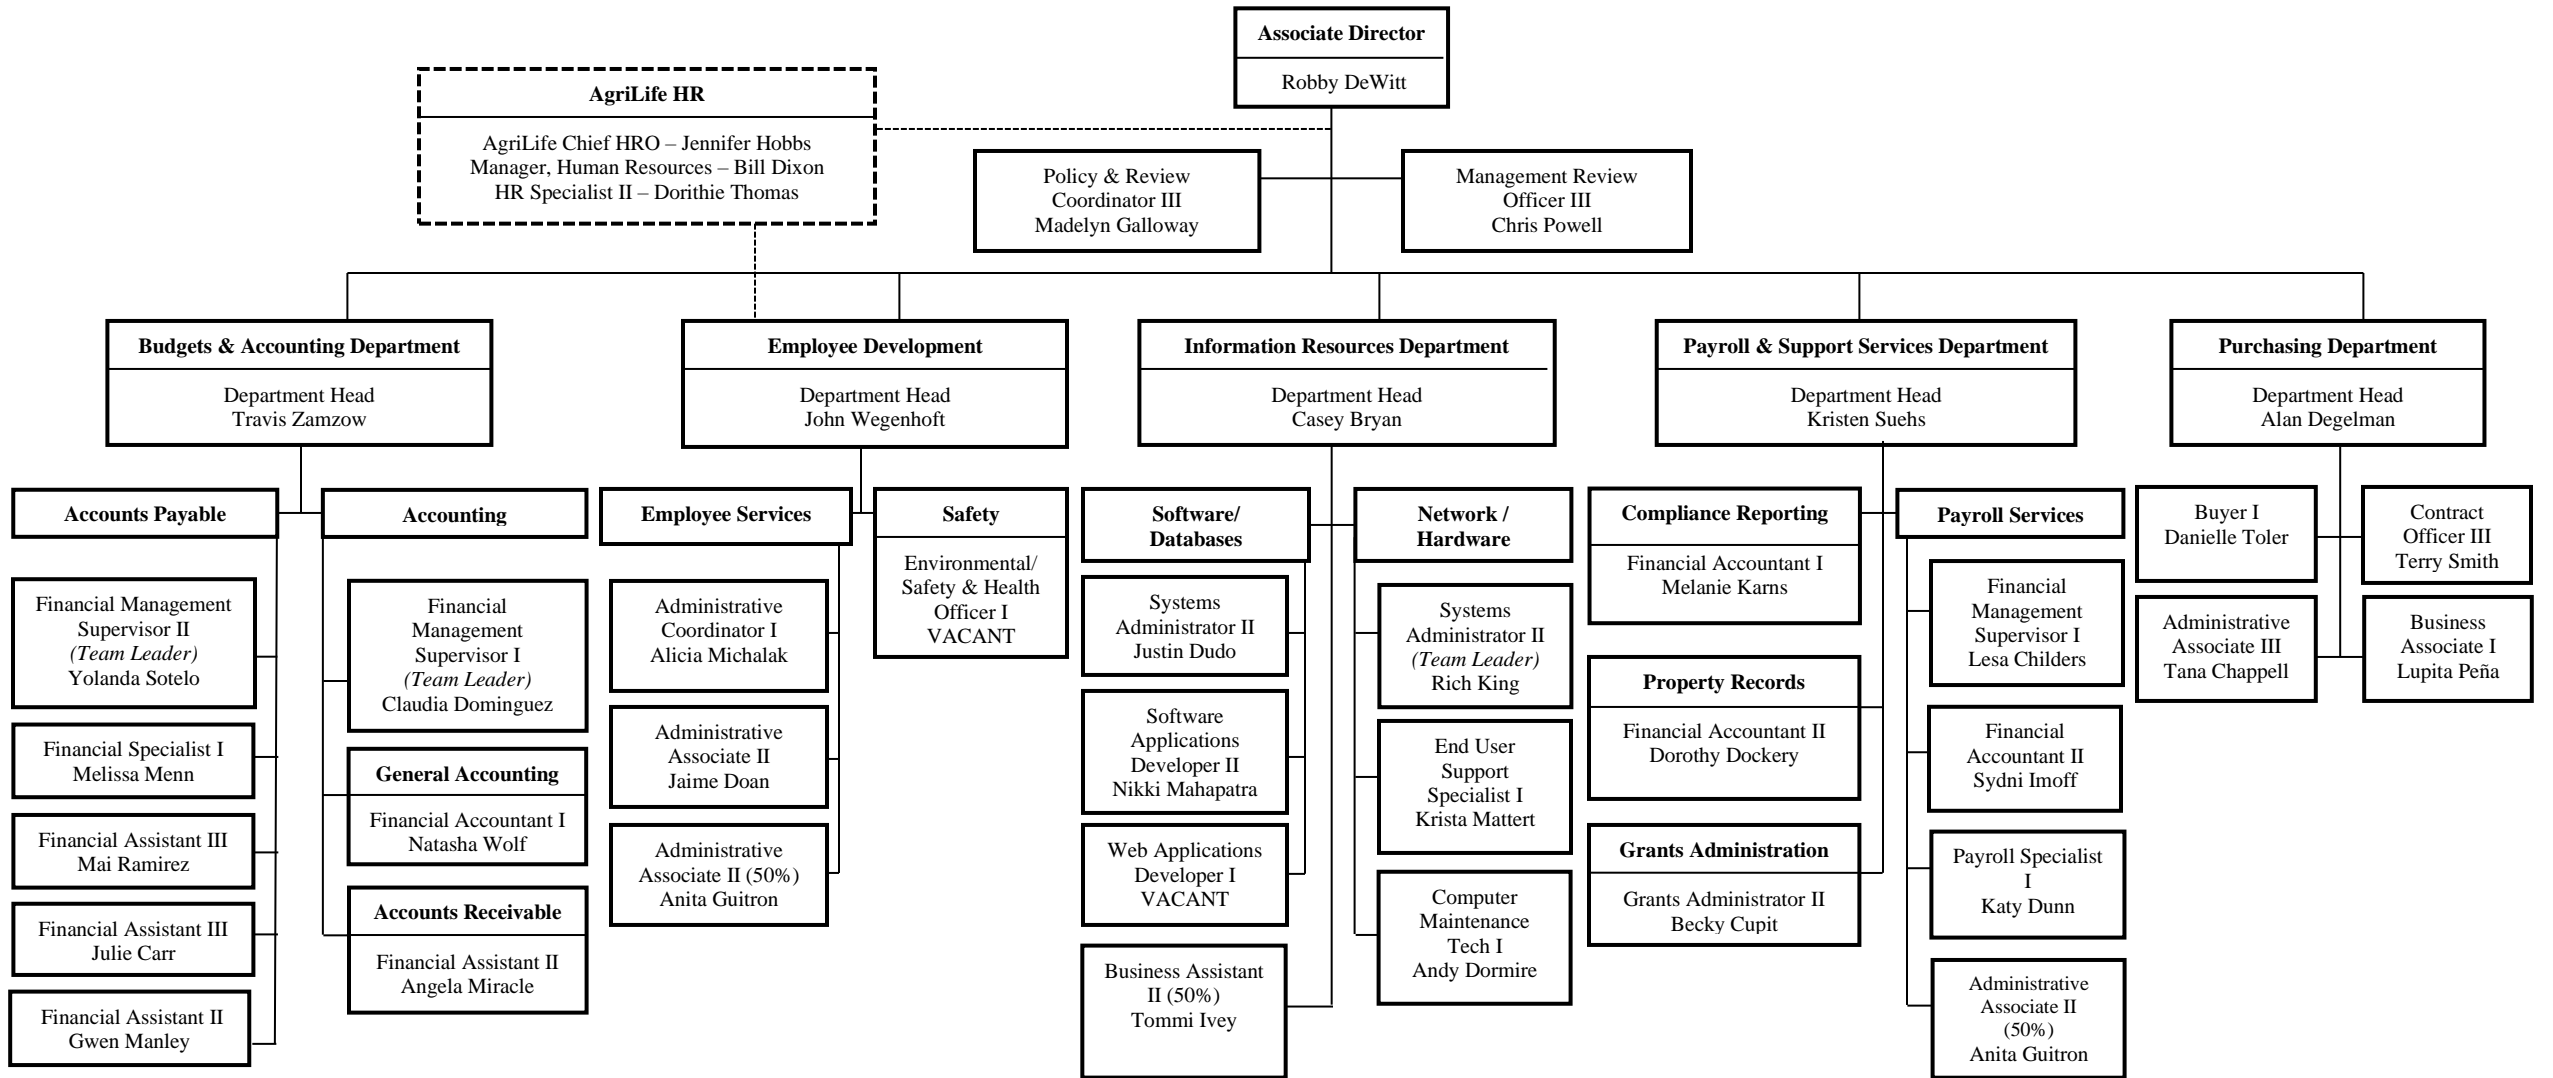 Associate Director
Robby DeWitt
AgriLife HR
AgriLife Chief HRO – Jennifer Hobbs
Manager, Human Resources – Bill Dixon
HR Specialist II – Dorithie Thomas
Policy & Review
Coordinator III
Madelyn Galloway
Management Review
Officer III
Chris Powell
Budgets & Accounting Department
Department Head
Travis Zamzow
Employee Development
Department Head
John Wegenhoft
Information Resources Department
Department Head
Casey Bryan
Payroll & Support Services Department
Department Head
Kristen Suehs
Purchasing Department
Department Head
Alan Degelman
Accounts Payable
Financial Management
Supervisor II
(Team Leader)
Yolanda Sotelo
Financial Specialist I
Melissa Menn
Financial Assistant III
Mai Ramirez
Financial Assistant III
Julie Carr
Financial Assistant II
Gwen Manley
Accounting
Financial
Management
Supervisor I
(Team Leader)
Claudia Dominguez
General Accounting
Financial Accountant I
Natasha Wolf
Accounts Receivable
Financial Assistant II
Angela Miracle
Employee Services
Administrative
Coordinator I
Alicia Michalak
Administrative
Associate II
Jaime Doan
Administrative
Associate II (50%)
Anita Guitron
Safety
Environmental/
Safety & Health
Officer I
VACANT
Software/
Databases
Systems
Administrator II
Justin Dudo
Software
Applications
Developer II
Nikki Mahapatra
Web Applications
Developer I
VACANT
Business Assistant
II (50%)
Tommi Ivey
Network /
Hardware
Systems
Administrator II
(Team Leader)
Rich King
End User
Support
Specialist I
Krista Mattert
Computer
Maintenance
Tech I
Andy Dormire
Compliance Reporting
Financial Accountant I
Melanie Karns
Property Records
Financial Accountant II
Dorothy Dockery
Grants Administration
Grants Administrator II
Becky Cupit
Payroll Services
Financial
Management
Supervisor I
Lesa Childers
Financial
Accountant II
Sydni Imoff
Payroll Specialist
I
Katy Dunn
Administrative
Associate II
(50%)
Anita Guitron
Buyer I
Danielle Toler
Contract
Officer III
Terry Smith
Administrative
Associate III
Tana Chappell
Business
Associate I
Lupita Peña